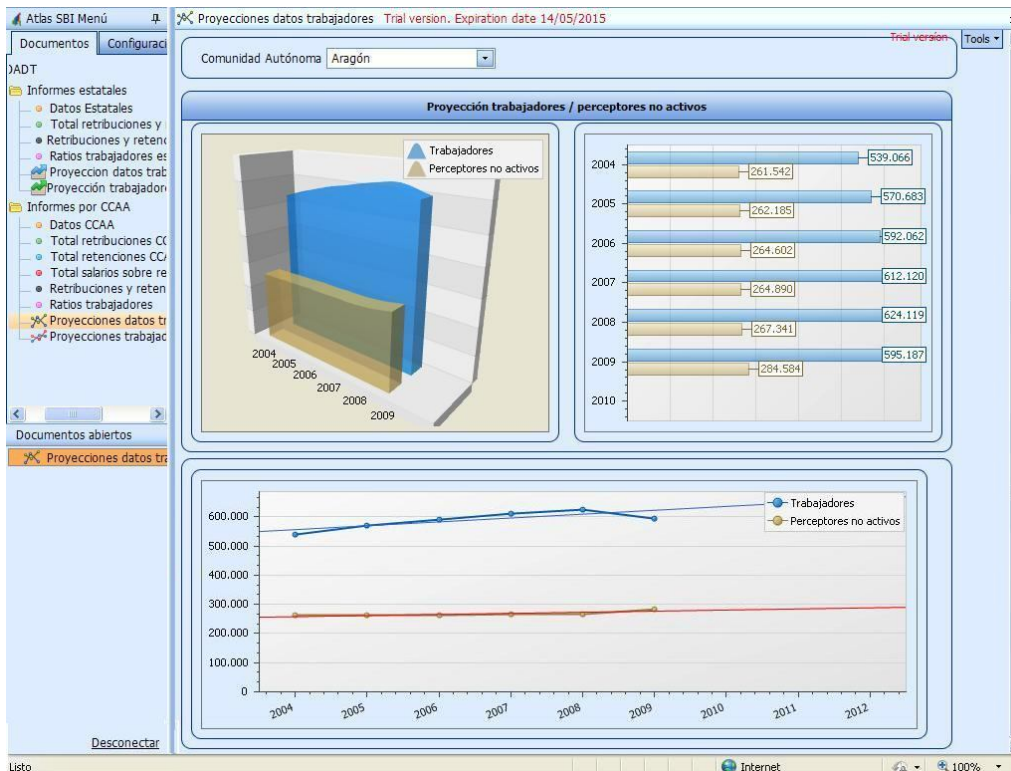 Atlas SBI Menú
Documentos
Configuraci
DADT
Informes estatales
Datos Estatales
Total retribuciones y
Retribuciones y retenc
Ratios trabajadores es
Proyeccion datos trab
Proyección trabajador
Informes por CCAA
Datos CCAA
Total retribuciones CC
Total retenciones CCA
Total salarios sobre re
Retribuciones y reten
Ratios trabajadores
Proyecciones datos tr
Proyecciones trabajad
Documentos abiertos
Proyecciones datos tra
Desconectar
Proyecciones datos trabajadores Trial version. Expiration date 14/05/2015
Trial version
Tools
Comunidad Autónoma Aragón
Proyección trabajadores / perceptores no activos
Trabajadores
Perceptores no activos
2004
2005
2006
2007
2008
2009
2004 539.066
261.542
2005 570.683
262.185
2006 592.062
264.602
2007 612.120
264.890
2008 624.119
267.341
2009 595.187
284.584
2010
Trabajadores
Perceptores no activos
600.000
500.000
400.000
300.000
200.000
100.000
0
2004 2005 2006 2007 2008 2009 2010 2011 2012
Listo Internet 100%